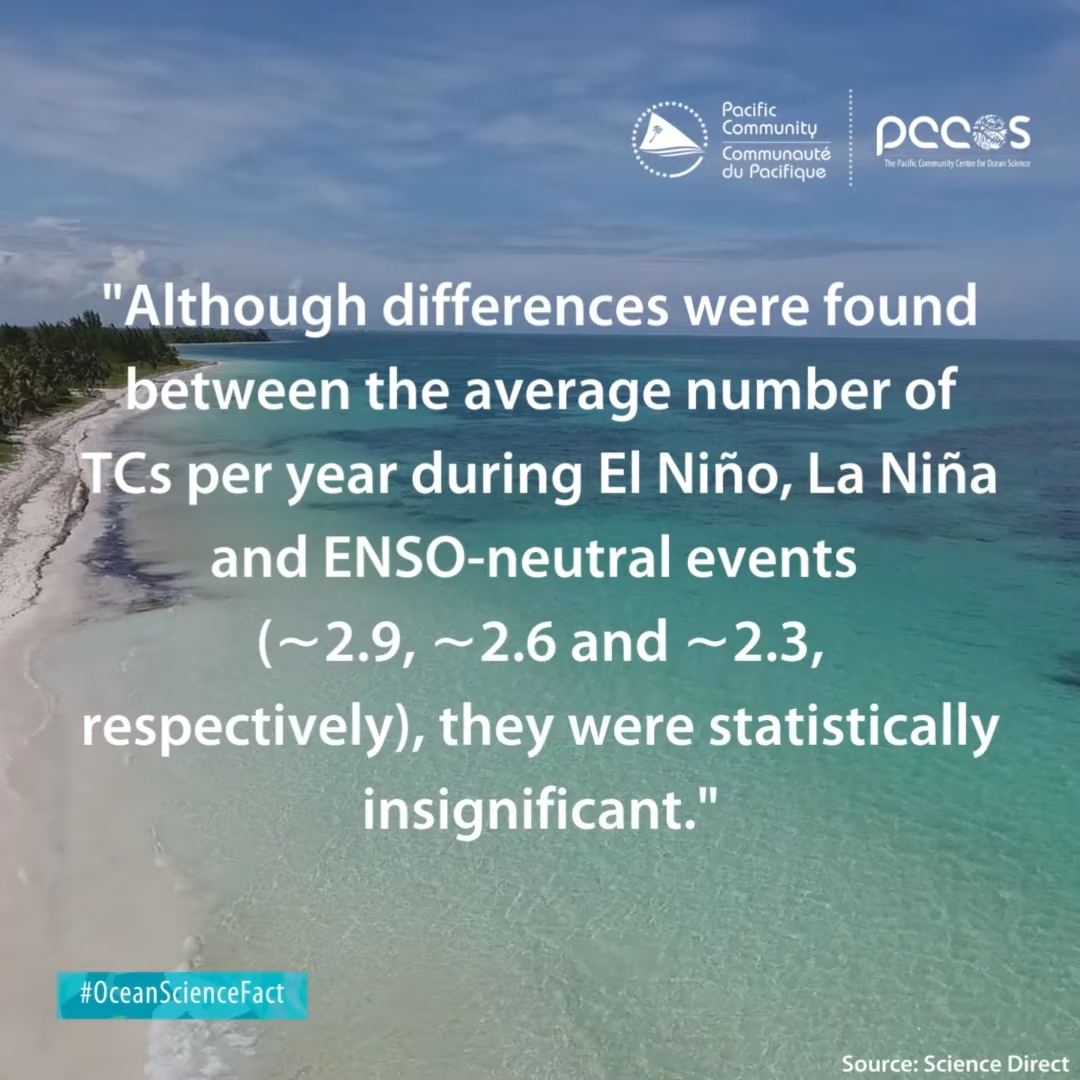 Pacific
Community
Communauté
du Pacifique
PCCOS
The Pacific Community Centre for Ocean Science
"Although differences were found
between the average number of
TCs per year during El Niño, La Niña
and ENSO-neutral events
(~2.9, ~2.6 and ~2.3,
respectively), they were statistically
insignificant."
#OceanScienceFact
Source: Science Direct